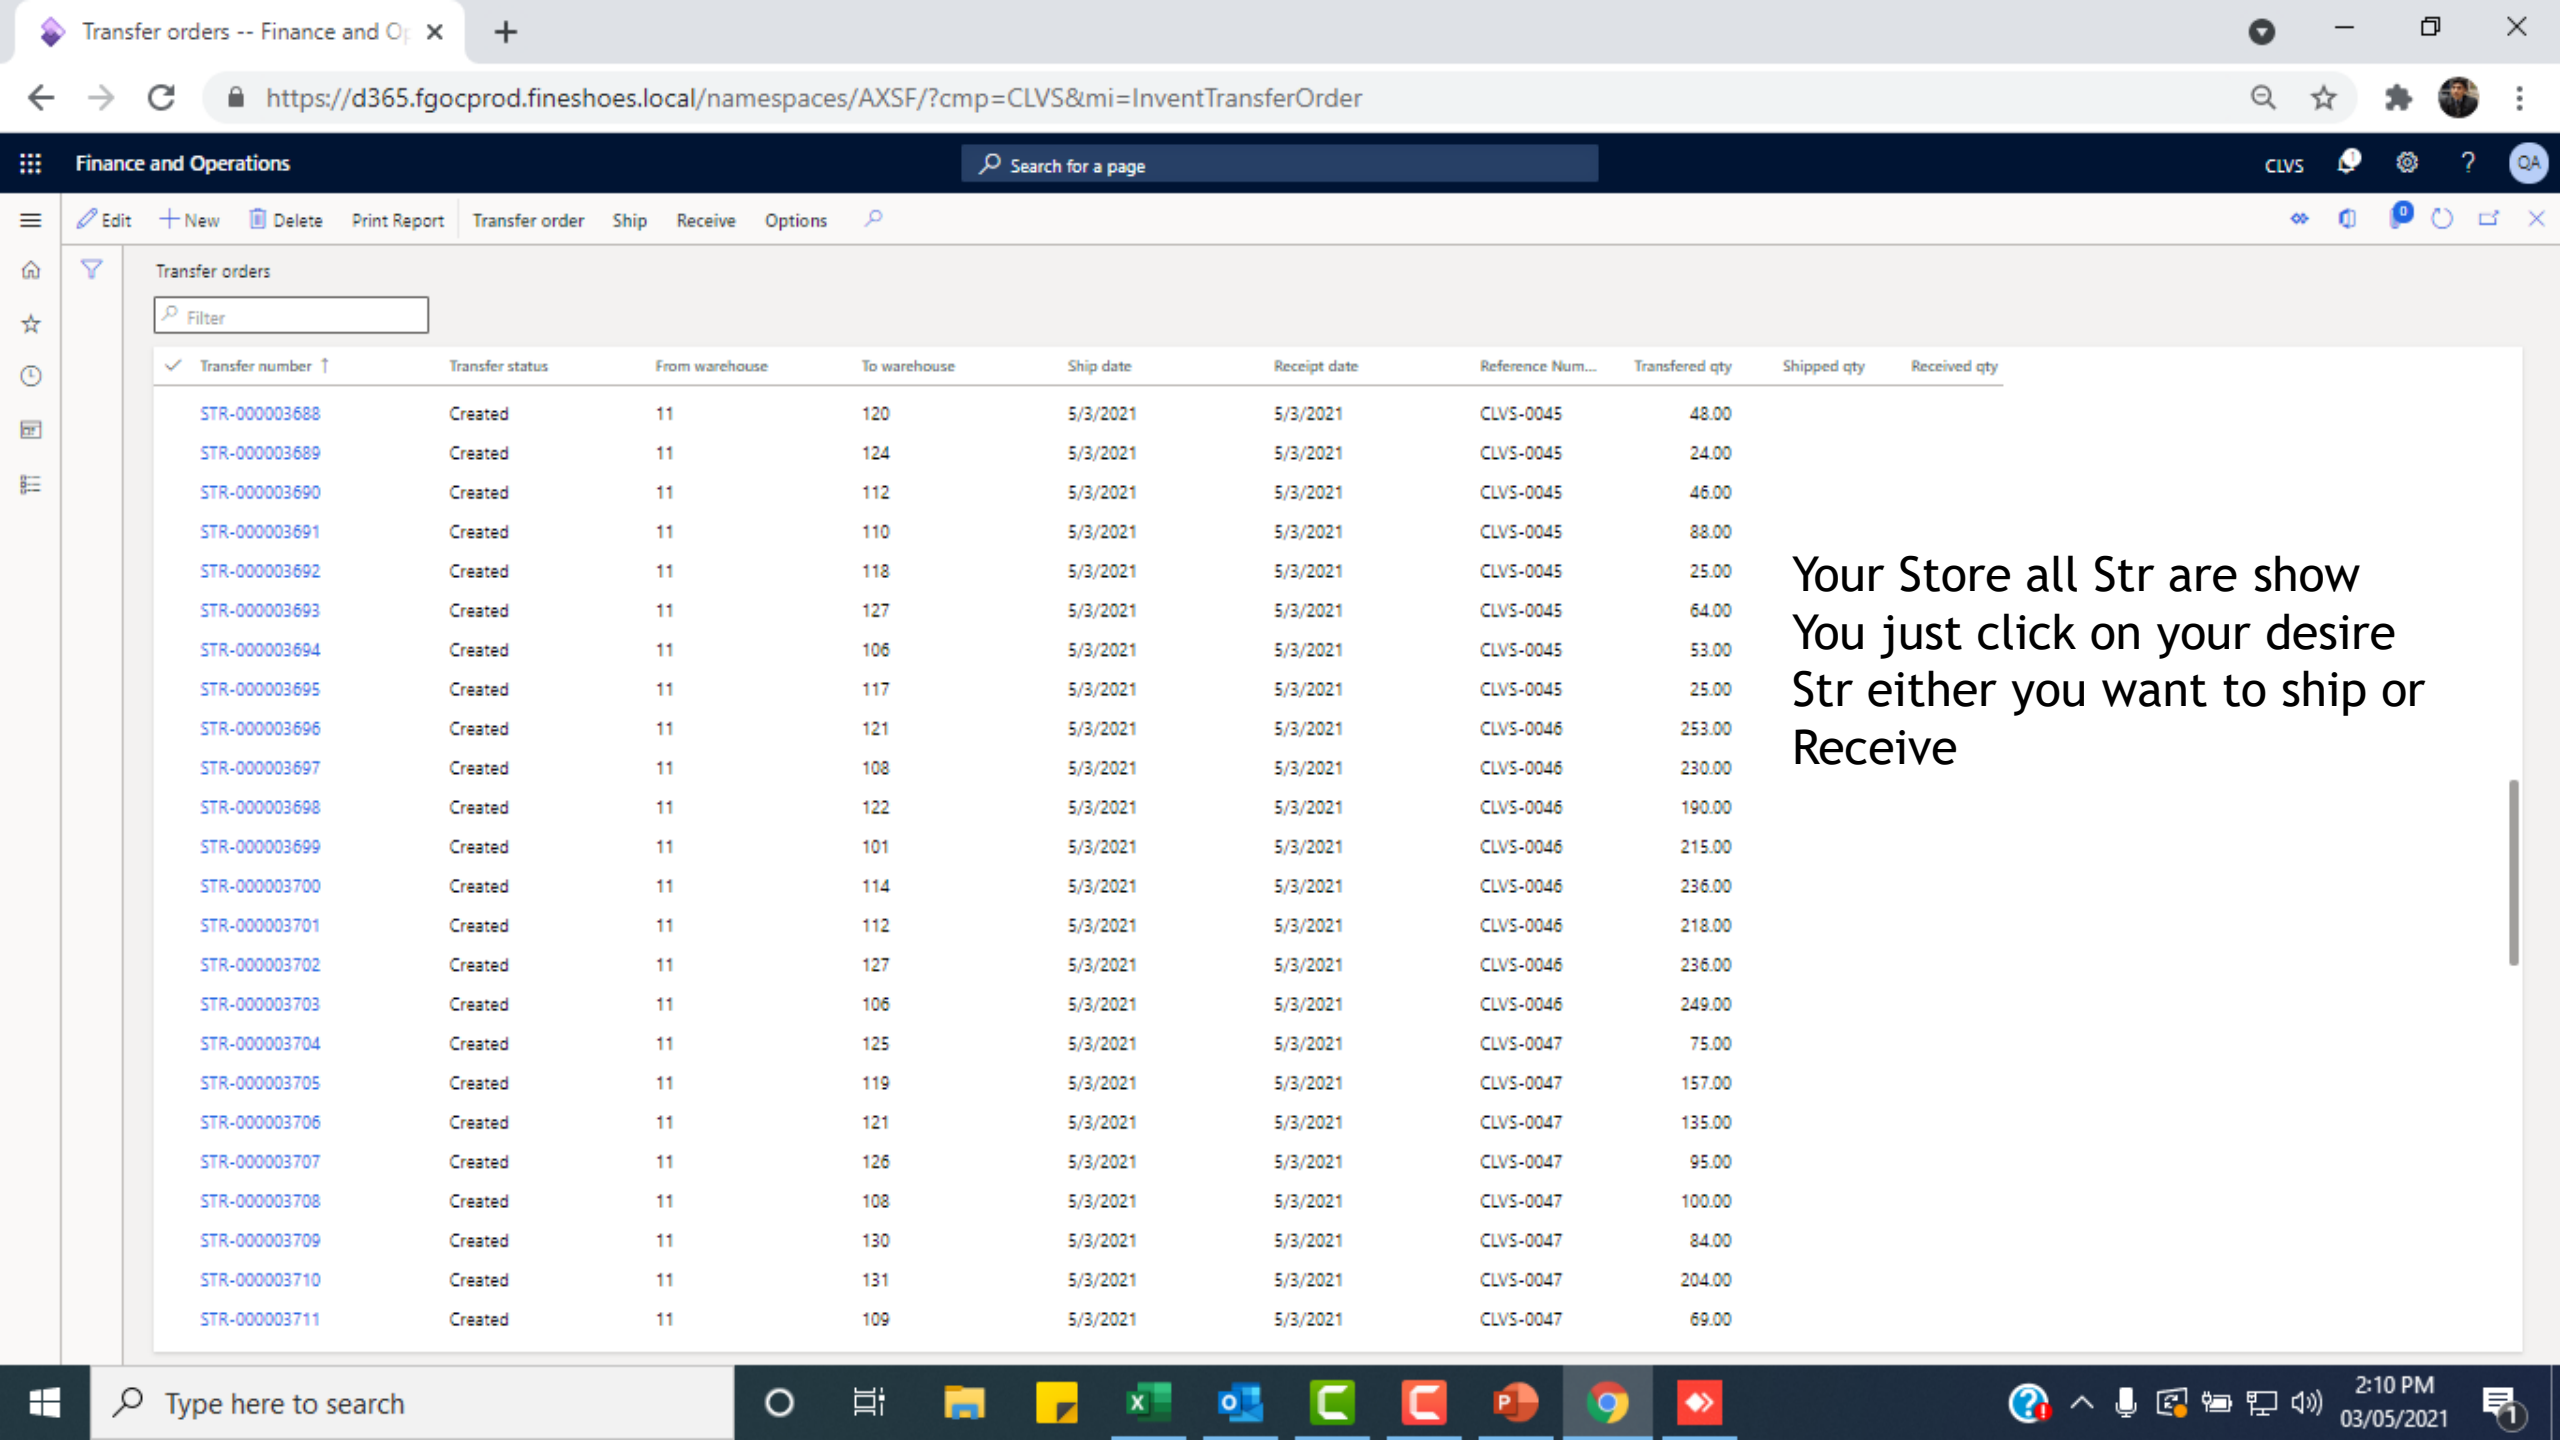 Transfer orders -- Finance and Op
https://d365.fgocprod.fineshoes.local/namespaces/AXSF/?cmp=CLVS&mi=InventTransferOrder
Finance and Operations Search for a page CLVS 1 ? QA
Edit New Delete Print Report Transfer order Ship Receive Options 0
Transfer orders
Filter
Transfer number ↑ Transfer status From warehouse To warehouse Ship date Receipt date Reference Num... Transfered qty Shipped qty Received qty
STR-000003688 Created 11 120 5/3/2021 5/3/2021 CLVS-0045 48.00
STR-000003689 Created 11 124 5/3/2021 5/3/2021 CLVS-0045 24.00
STR-000003690 Created 11 112 5/3/2021 5/3/2021 CLVS-0045 46.00
STR-000003691 Created 11 110 5/3/2021 5/3/2021 CLVS-0045 88.00
STR-000003692 Created 11 118 5/3/2021 5/3/2021 CLVS-0045 25.00
STR-000003693 Created 11 127 5/3/2021 5/3/2021 CLVS-0045 64.00
STR-000003694 Created 11 106 5/3/2021 5/3/2021 CLVS-0045 53.00
STR-000003695 Created 11 117 5/3/2021 5/3/2021 CLVS-0045 25.00
STR-000003696 Created 11 121 5/3/2021 5/3/2021 CLVS-0046 253.00
STR-000003697 Created 11 108 5/3/2021 5/3/2021 CLVS-0046 230.00
STR-000003698 Created 11 122 5/3/2021 5/3/2021 CLVS-0046 190.00
STR-000003699 Created 11 101 5/3/2021 5/3/2021 CLVS-0046 215.00
STR-000003700 Created 11 114 5/3/2021 5/3/2021 CLVS-0046 236.00
STR-000003701 Created 11 112 5/3/2021 5/3/2021 CLVS-0046 218.00
STR-000003702 Created 11 127 5/3/2021 5/3/2021 CLVS-0046 236.00
STR-000003703 Created 11 106 5/3/2021 5/3/2021 CLVS-0046 249.00
STR-000003704 Created 11 125 5/3/2021 5/3/2021 CLVS-0047 75.00
STR-000003705 Created 11 119 5/3/2021 5/3/2021 CLVS-0047 157.00
STR-000003706 Created 11 121 5/3/2021 5/3/2021 CLVS-0047 135.00
STR-000003707 Created 11 126 5/3/2021 5/3/2021 CLVS-0047 95.00
STR-000003708 Created 11 108 5/3/2021 5/3/2021 CLVS-0047 100.00
STR-000003709 Created 11 130 5/3/2021 5/3/2021 CLVS-0047 84.00
STR-000003710 Created 11 131 5/3/2021 5/3/2021 CLVS-0047 204.00
STR-000003711 Created 11 109 5/3/2021 5/3/2021 CLVS-0047 69.00
Your Store all Str are show
You just click on your desire
Str either you want to ship or
Receive
Type here to search
2:10 PM
03/05/2021
1